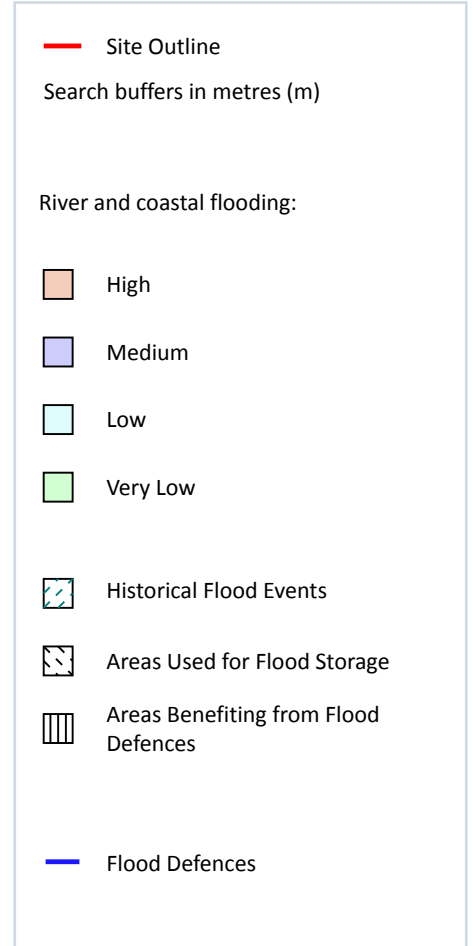 Site Outline
Search buffers in metres (m)
River and coastal flooding:
High
Medium
Low
Very Low
Historical Flood Events
Areas Used for Flood Storage
Areas Benefiting from Flood
Defences
Flood Defences